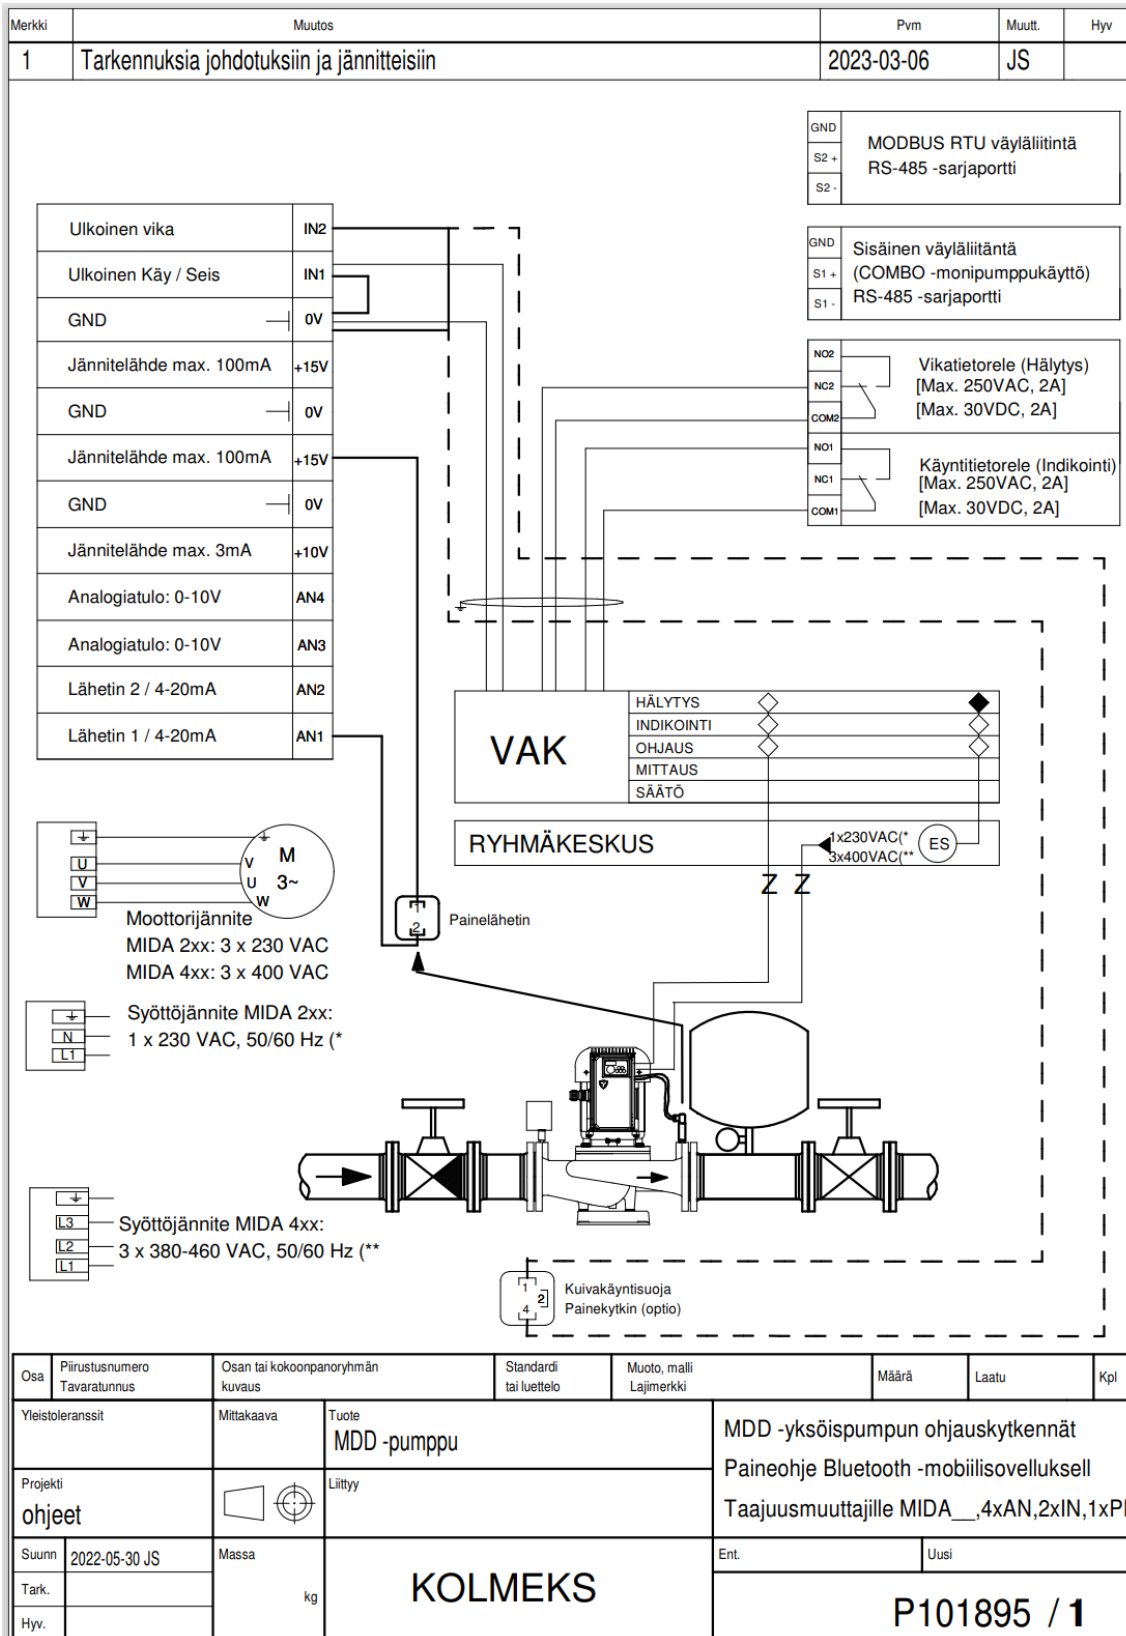 Merkki Muutos Pvm Muutt. Hyv
1 Tarkennuksia johdotuksiin ja jännitteisiin 2023-03-06 JS
GND
S2 +
S2 -
MODBUS RTU väyläliitintä
RS-485 -sarjaportti
GND
S1 +
S1 -
Sisäinen väyläliitäntä
(COMBO -monipumppukäyttö)
RS-485 -sarjaportti
NO2
NC2
COM2
Vikatietorele (Hälytys)
[Max. 250VAC, 2A]
[Max. 30VDC, 2A]
NO1
NC1
COM1
Käyntitietorele (Indikointi)
[Max. 250VAC, 2A]
[Max. 30VDC, 2A]
Ulkoinen vika IN2
Ulkoinen Käy / Seis IN1
GND 0V
Jännitelähde max. 100mA +15V
GND 0V
Jännitelähde max. 100mA +15V
GND 0V
Jännitelähde max. 3mA +10V
Analogiatulo: 0-10V AN4
Analogiatulo: 0-10V AN3
Lähetin 2 / 4-20mA AN2
Lähetin 1 / 4-20mA AN1
VAK
HÄLYTYS
INDIKOINTI
OHJAUS
MITTAUS
SÄÄTÖ
RYHMÄKESKUS
1x230VAC(*
3x400VAC(**
ES
Z Z
U
V
W
V
U
W
M
3~
Moottorijännite
MIDA 2xx: 3 x 230 VAC
MIDA 4xx: 3 x 400 VAC
1
2
Painelähetin
N
L1
Syöttöjännite MIDA 2xx:
1 x 230 VAC, 50/60 Hz (*
L3
L2
L1
Syöttöjännite MIDA 4xx:
3 x 380-460 VAC, 50/60 Hz (**
1
2
4
Kuivakäyntisuoja
Painekytkin (optio)
Osa
Piirustusnumero
Tavaratunnus
Osan tai kokoonpanoryhmän
kuvaus
Standardi
tai luettelo
Muoto, malli
Lajimerkki
Määrä
Laatu
Kpl
Yleistoleranssit
Mittakaava
Tuote
MDD -pumppu
MDD -yksöispumpun ohjauskytkennät
Paineohje Bluetooth -mobiilisovelluksell
Taajuusmuuttajille MIDA__,4xAN,2xIN,1xP
Projekti
ohjeet
Liittyy
Suunn 2022-05-30 JS
Tark.
Hyv.
Massa
kg
KOLMEKS
Ent.
Uusi
P101895 / 1